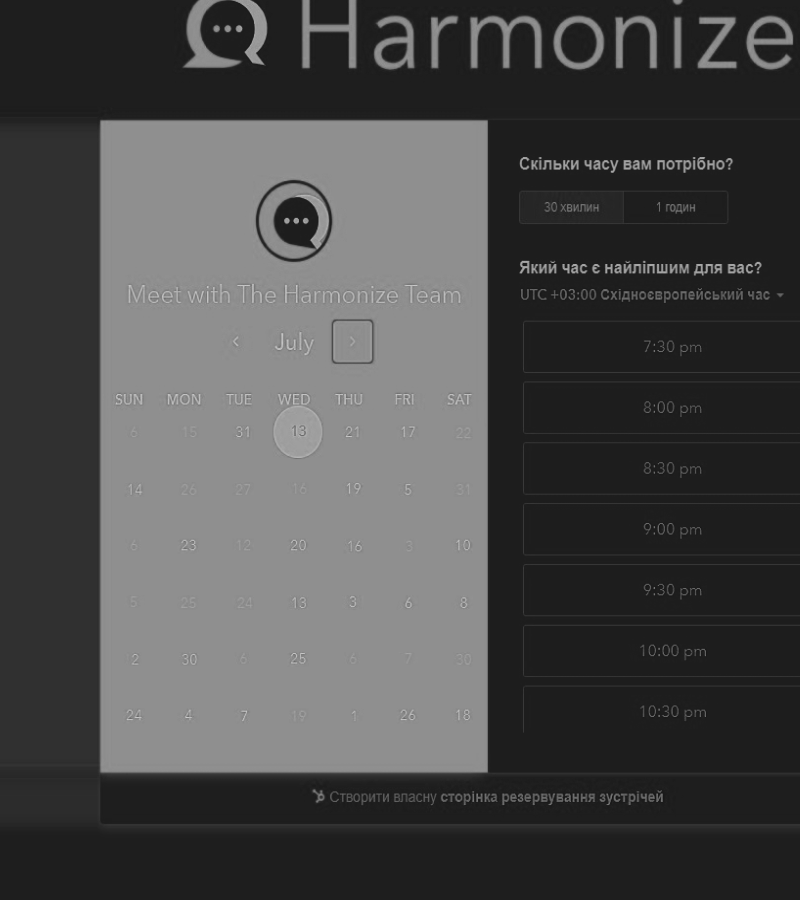 Harmonize
Meet with The Harmonize Team
July
SUN MON TUE WED THU FRI SAT
6 15 31 13 21 17 22
14 26 27 16 19 5 31
6 23 12 20 16 3 10
5 25 24 13 3 6 8
2 30 6 25 6 7 30
24 4 7 19 1 26 18
Скільки часу вам потрібно?
30 хвилин 1 годин
Який час є найліпшим для вас?
UTC +03:00 Східноєвропейський час
7:30 pm
8:00 pm
8:30 pm
9:00 pm
9:30 pm
10:00 pm
10:30 pm
Створити власну сторінка резервування зустрічей